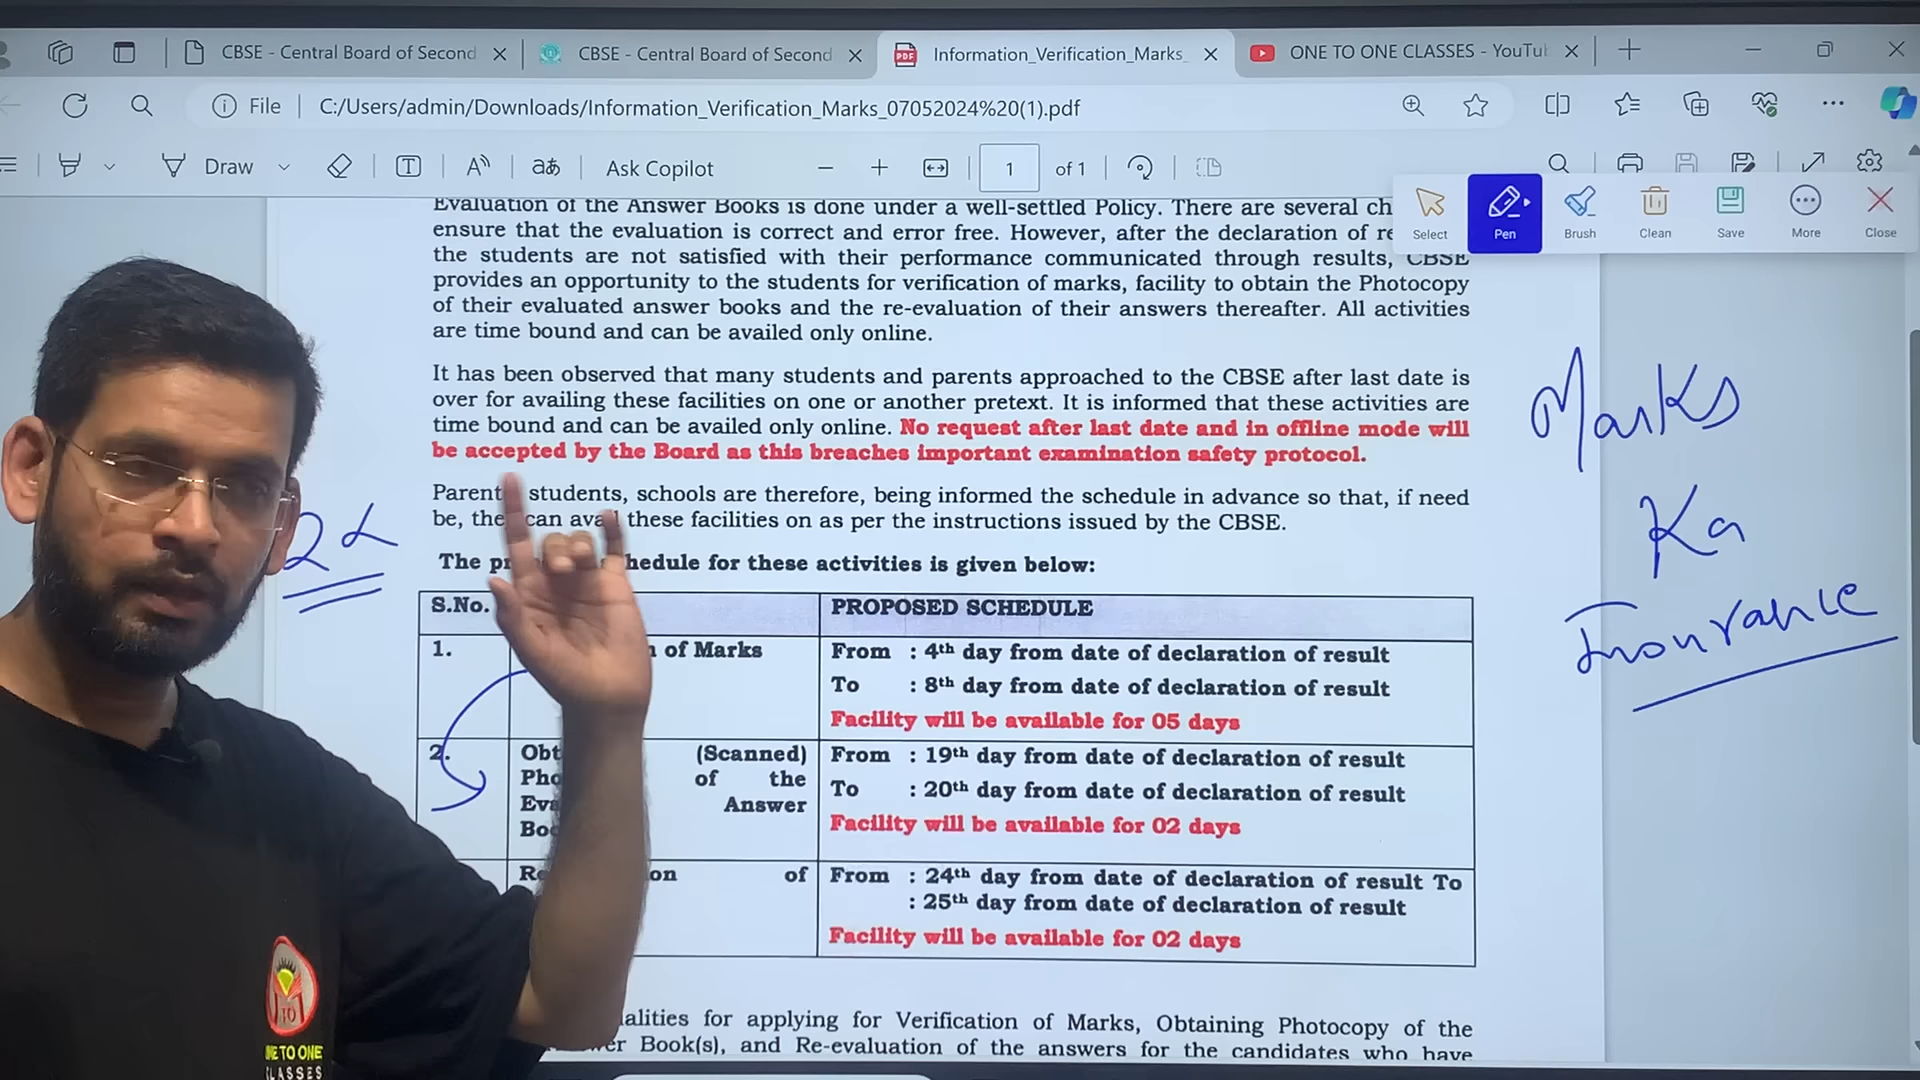 CBSE - Central Board of Second
CBSE - Central Board of Second
Information_Verification_Marks_
ONE TO ONE CLASSES - YouTu
File
C:/Users/admin/Downloads/Information_Verification_Marks_07052024%20(1).pdf
Draw
T
A
aあ
Ask Copilot
1
of 1
Select
Pen
Brush
Clean
Save
More
Close
Evaluation of the Answer Books is done under a well-settled Policy. There are several ch
ensure that the evaluation is correct and error free. However, after the declaration of re
the students are not satisfied with their performance communicated through results, CBSE
provides an opportunity to the students for verification of marks, facility to obtain the Photocopy
of their evaluated answer books and the re-evaluation of their answers thereafter. All activities
are time bound and can be availed only online.
It has been observed that many students and parents approached to the CBSE after last date is
over for availing these facilities on one or another pretext. It is informed that these activities are
time bound and can be availed only online. No request after last date and in offline mode will
be accepted by the Board as this breaches important examination safety protocol.
Parent students, schools are therefore, being informed the schedule in advance so that, if need
be, the can ava these facilities on as per the instructions issued by the CBSE.
The pr hedule for these activities is given below:
S.No.
PROPOSED SCHEDULE
1.
of Marks
From : 4th day from date of declaration of result
To : 8th day from date of declaration of result
Facility will be available for 05 days
2.
Obt (Scanned)
Pho of the
Eva Answer
Boo
From : 19th day from date of declaration of result
To : 20th day from date of declaration of result
Facility will be available for 02 days
Re on of
From : 24th day from date of declaration of result To
: 25th day from date of declaration of result
Facility will be available for 02 days
alities for applying for Verification of Marks, Obtaining Photocopy of the
er Book(s), and Re-evaluation of the answers for the candidates who have
Marks
Ka
Insurance
TO
NE TO ONE
CLASSES